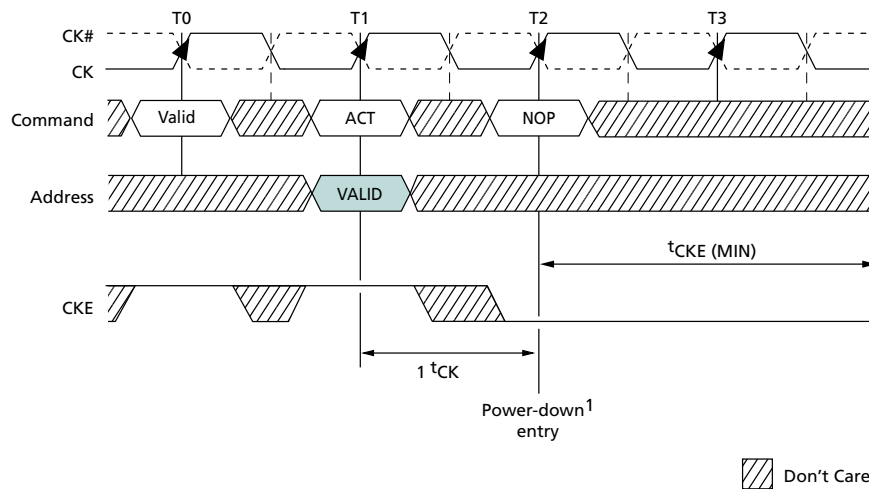 T0 T1 T2 T3
CK#
CK
Command Valid ACT NOP
Address VALID
tCKE (MIN)
CKE
1 tCK
Power-down1
entry
Don't Care